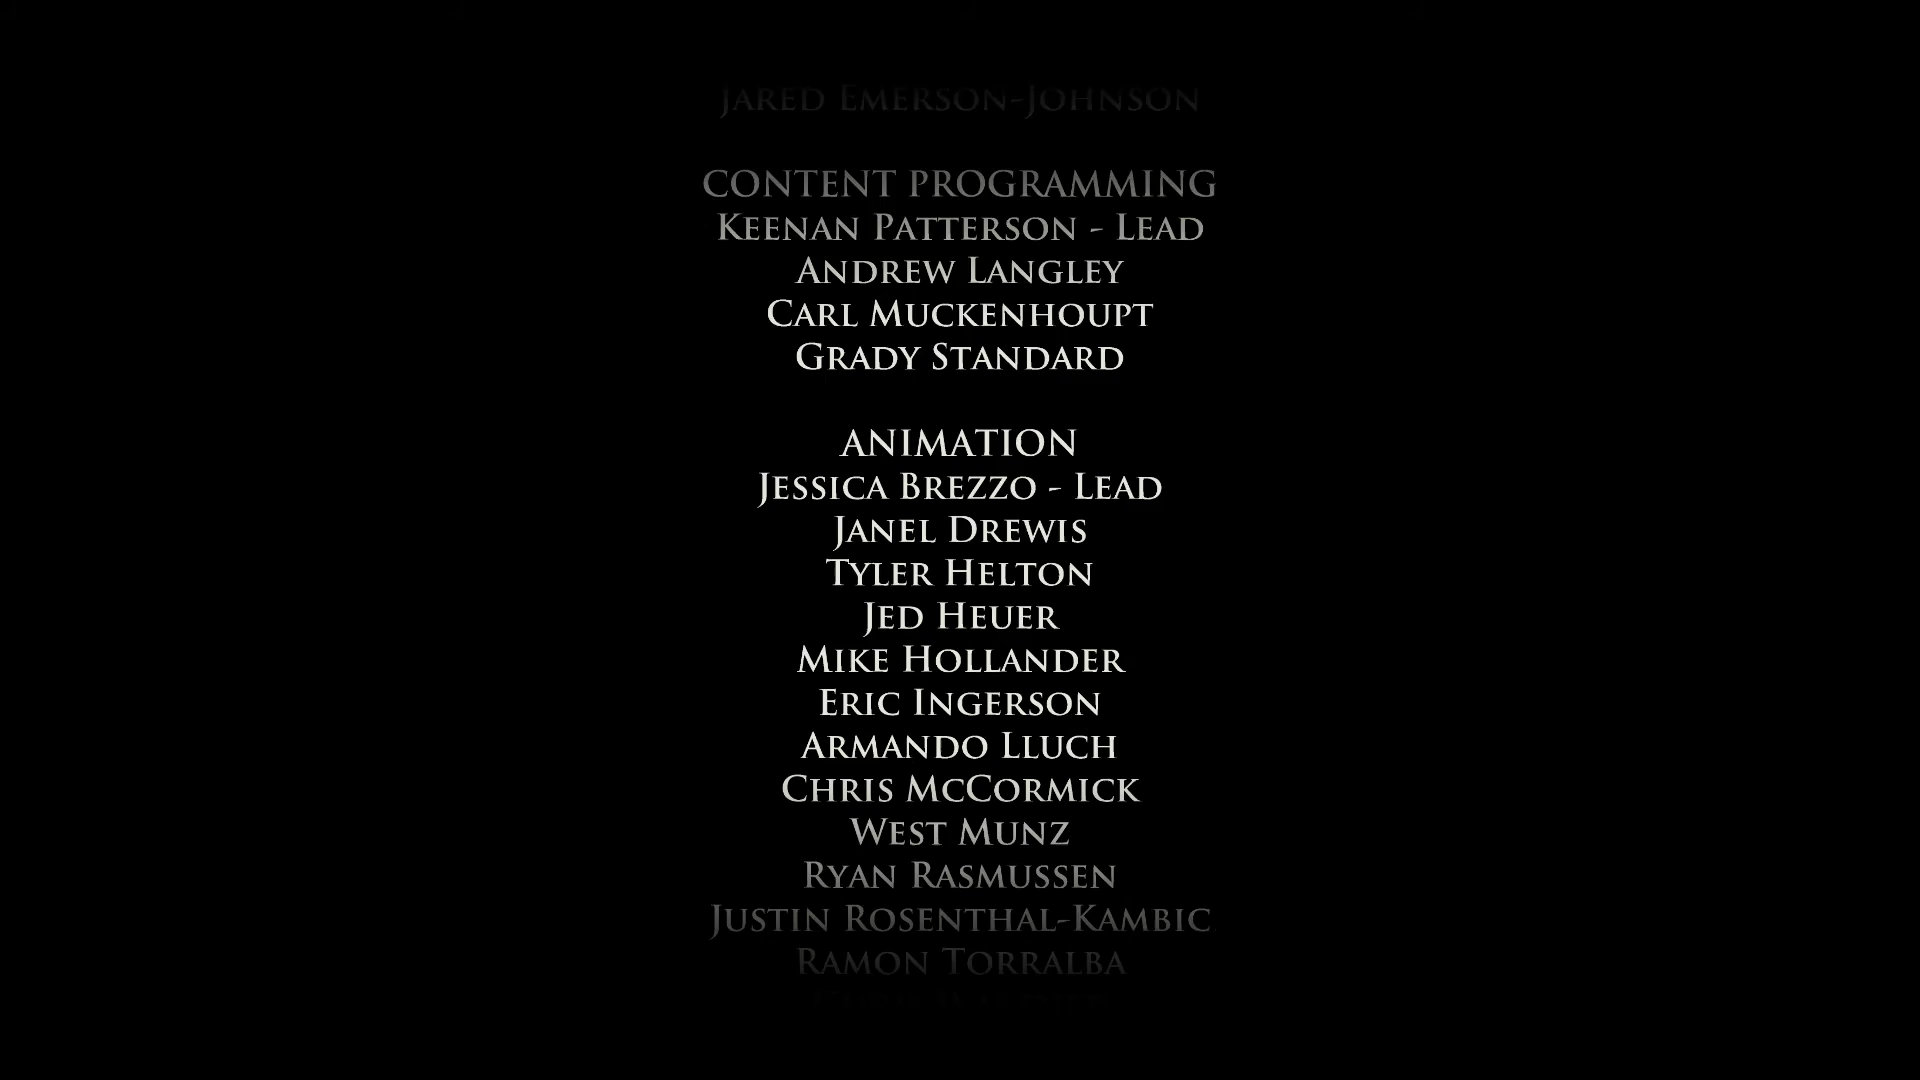 Jared Emerson-Johnson
CONTENT PROGRAMMING
Keenan Patterson - Lead
Andrew Langley
Carl Muckenhoupt
Grady Standard
ANIMATION
Jessica Brezzo - Lead
Janel Drewis
Tyler Helton
Jed Heuer
Mike Hollander
Eric Ingerson
Armando Lluch
Chris McCormick
West Munz
Ryan Rasmussen
Justin Rosenthal-Kambic
Ramon Torralba